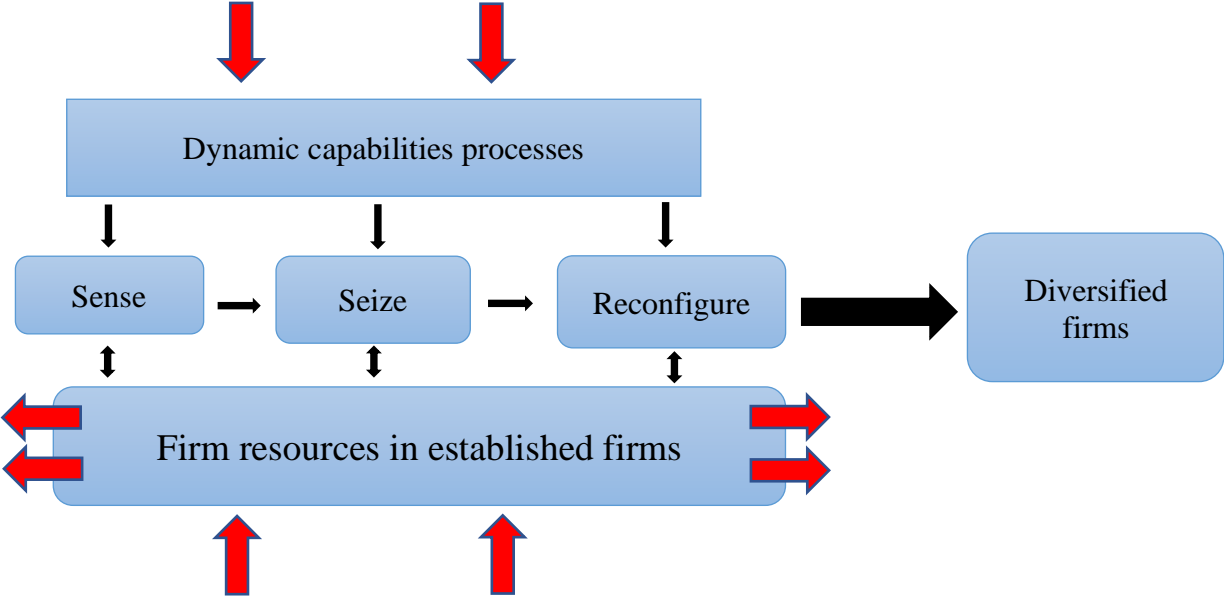 Dynamic capabilities processes
Sense
Seize
Reconfigure
Diversified
firms
Firm resources in established firms